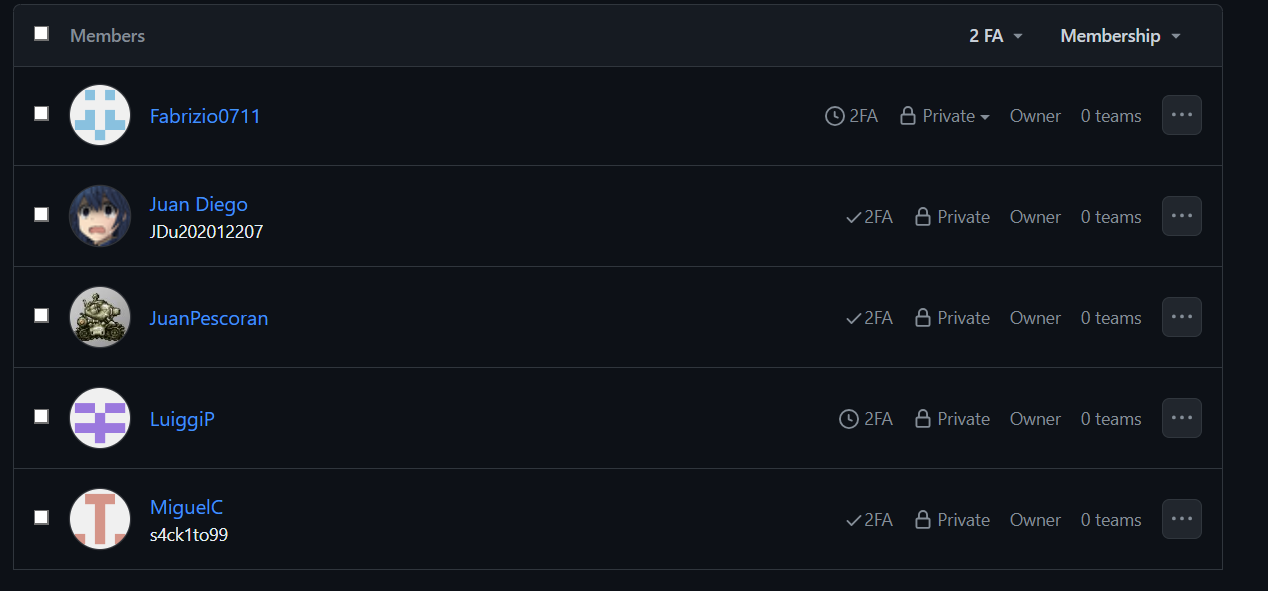 Members 2 FA Membership
Fabrizio0711 2FA Private Owner 0 teams
Juan Diego
JDu202012207 2FA Private Owner 0 teams
JuanPescoran 2FA Private Owner 0 teams
LuiggiP 2FA Private Owner 0 teams
MiguelC
s4ck1to99 2FA Private Owner 0 teams